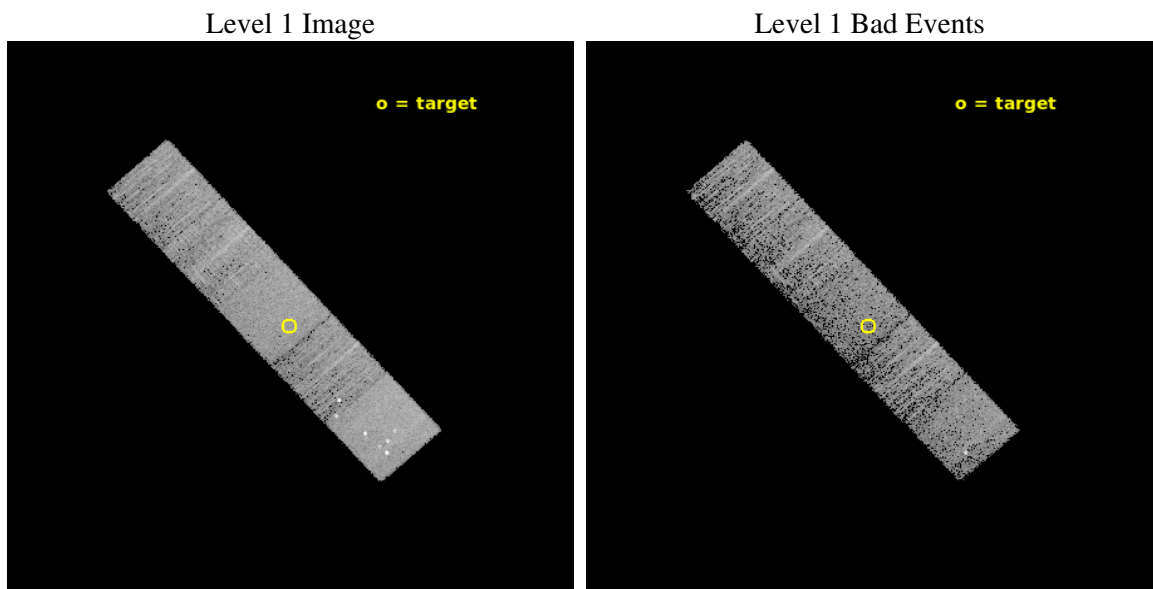 Level 1 Image
Level 1 Bad Events
o = target
o = target